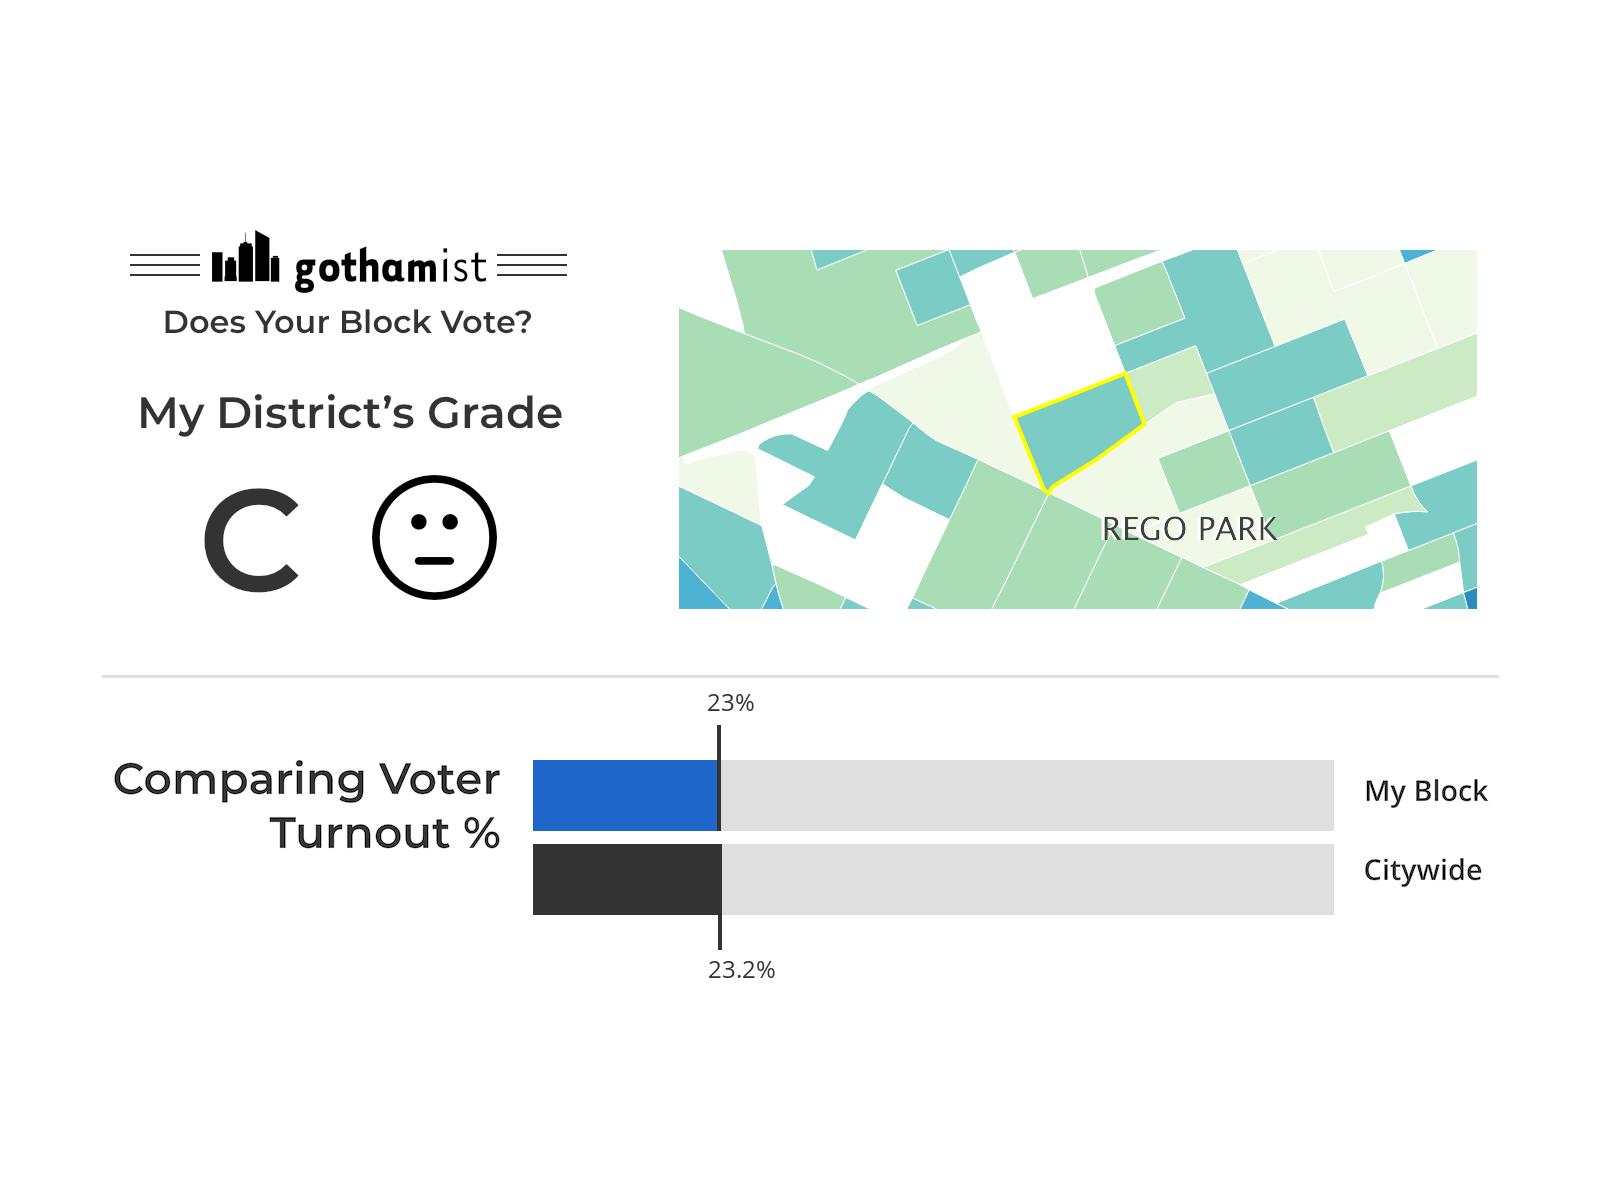 gothamist
Does Your Block Vote?
My District’s Grade
C
REGO PARK
Comparing Voter
Turnout %
23%
My Block
Citywide
23.2%